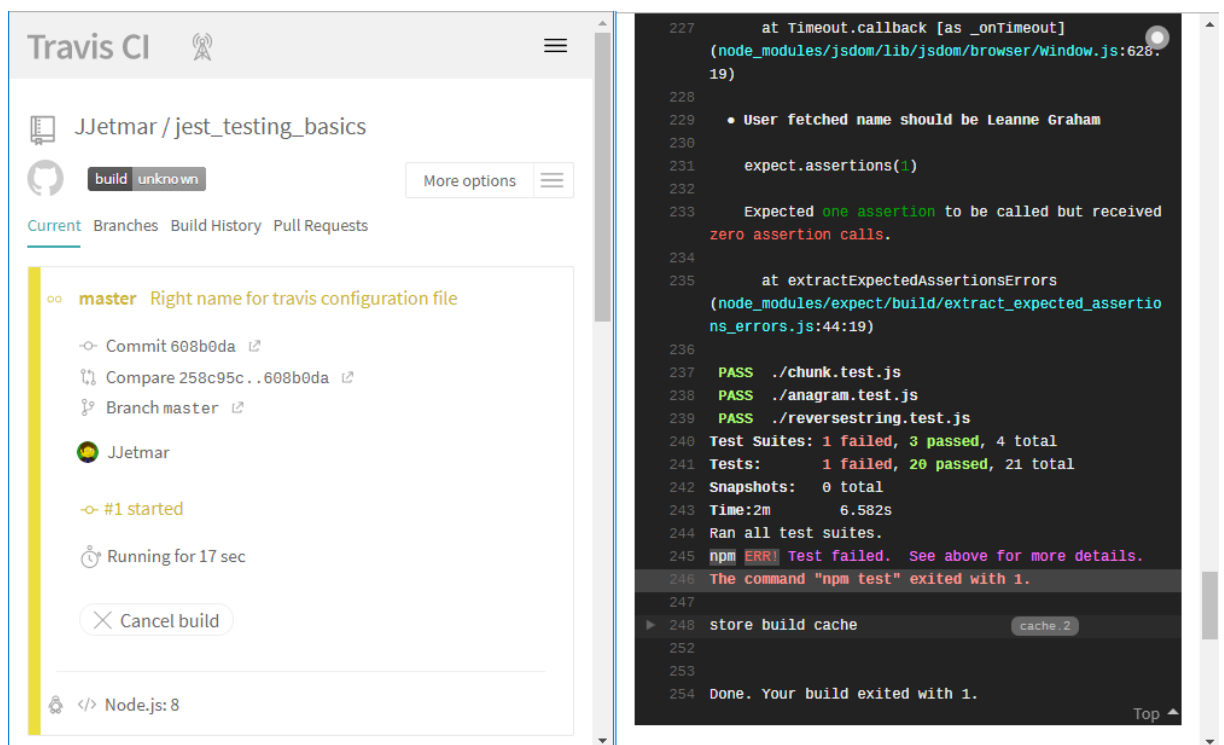 Travis CI
JJetmar / jest_testing_basics
build unknown
More options
Current Branches Build History Pull Requests
master Right name for travis configuration file
Commit 608b0da
Compare 258c95c..608b0da
Branch master
JJetmar
#1 started
Running for 17 sec
Cancel build
</> Node.js: 8
227 at Timeout.callback [as _onTimeout]
(node_modules/jsdom/lib/jsdom/browser/Window.js:628:
19)
228
229 ● User fetched name should be Leanne Graham
230
231 expect.assertions(1)
232
233 Expected one assertion to be called but received
zero assertion calls.
234
235 at extractExpectedAssertionsErrors
(node_modules/expect/build/extract_expected_assertio
ns_errors.js:44:19)
236
237 PASS ./chunk.test.js
238 PASS ./anagram.test.js
239 PASS ./reversestring.test.js
240 Test Suites: 1 failed, 3 passed, 4 total
241 Tests: 1 failed, 20 passed, 21 total
242 Snapshots: 0 total
243 Time:2m 6.582s
244 Ran all test suites.
245 npm ERR! Test failed. See above for more details.
246 The command "npm test" exited with 1.
247
248 store build cache cache.2
252
253
254 Done. Your build exited with 1.
Top